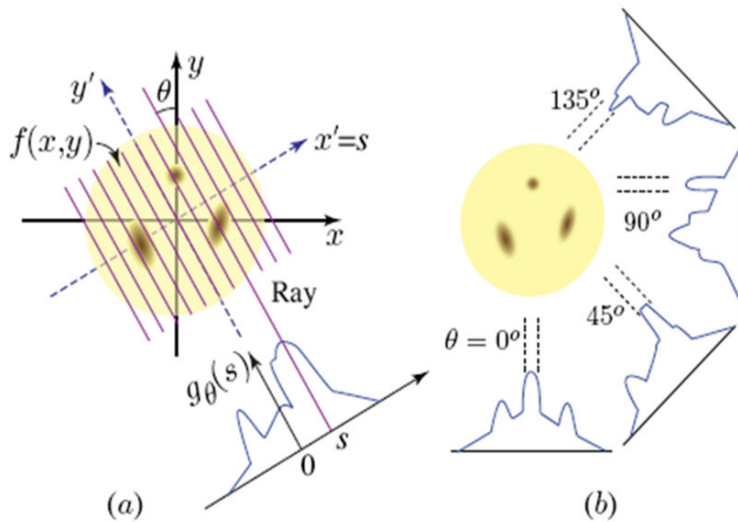 y
θ
y′
f(x,y)
x′=s
x
Ray
g_θ(s)
0
s
(a)
135°
90°
45°
θ = 0°
(b)